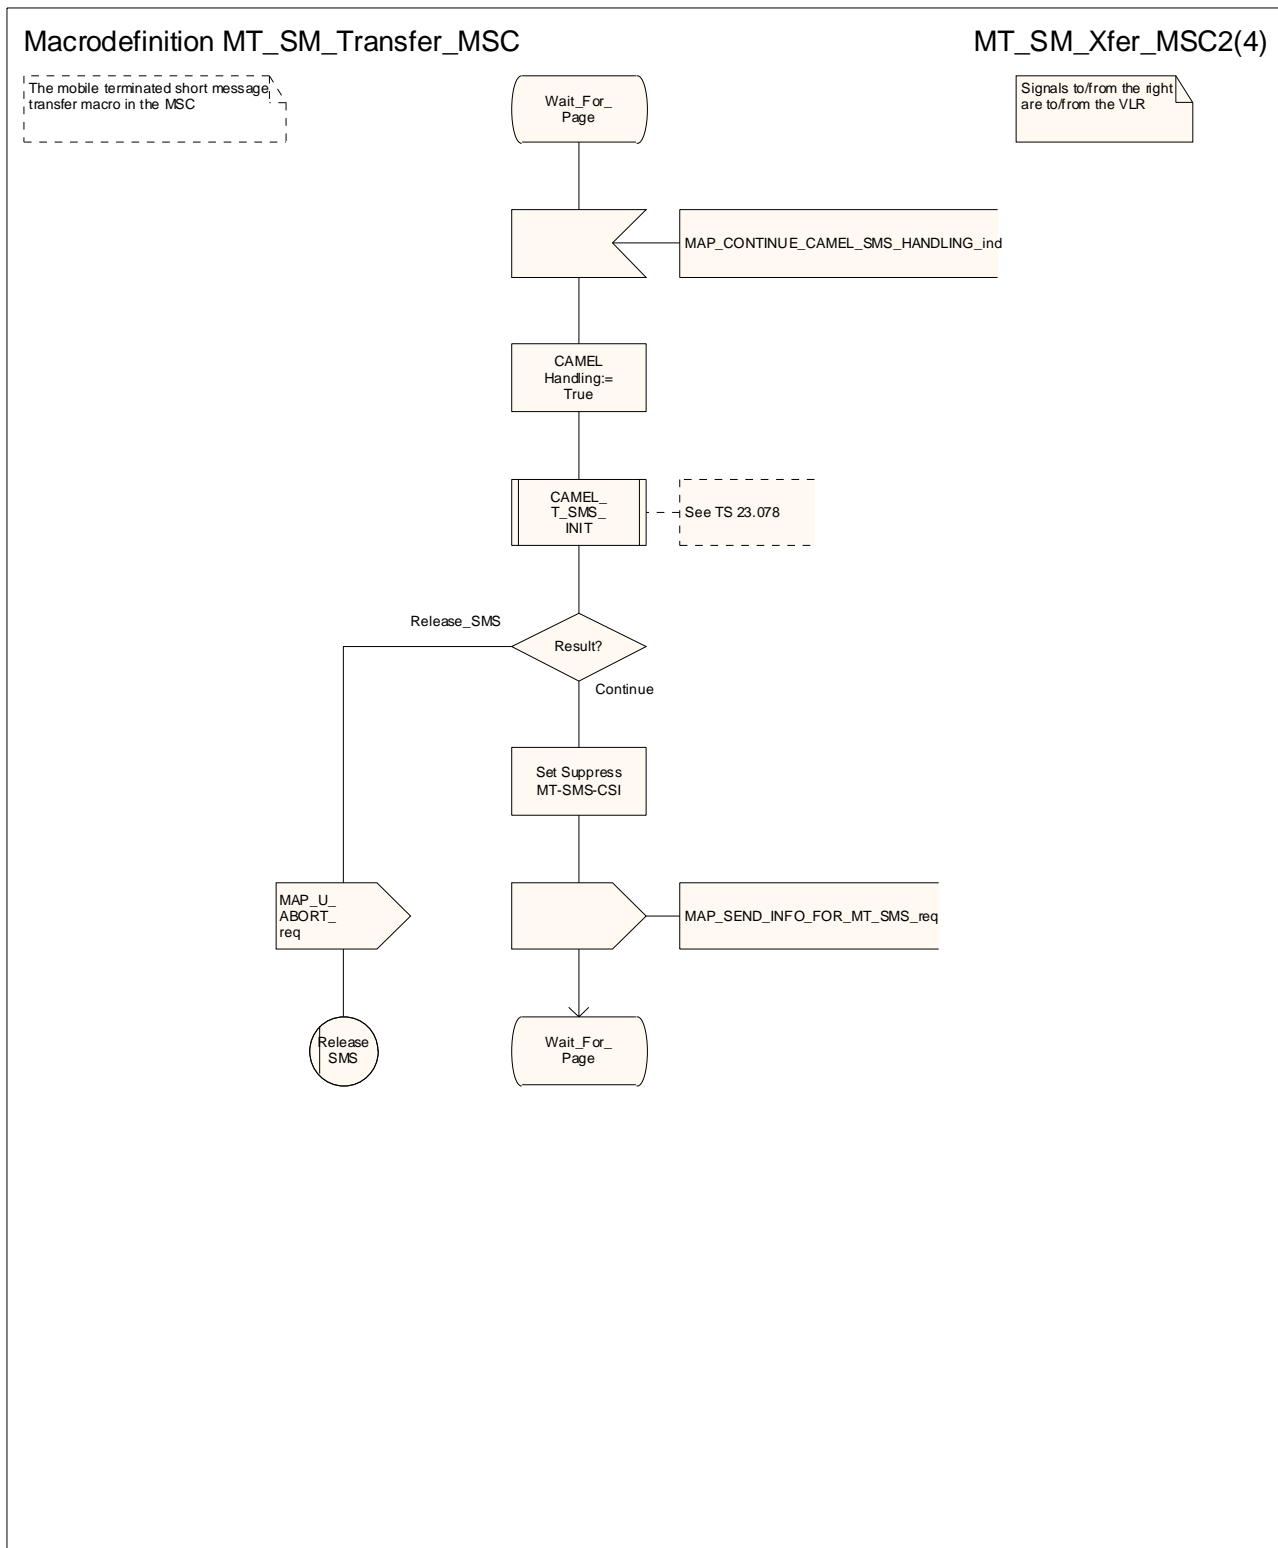 Macrodefinition MT_SM_Transfer_MSC
MT_SM_Xfer_MSC2(4)
The mobile terminated short message
transfer macro in the MSC
Wait_For_
Page
Signals to/from the right
are to/from the VLR
MAP_CONTINUE_CAMEL_SMS_HANDLING_ind
CAMEL
Handling:=
True
CAMEL_
T_SMS_
INIT
See TS 23.078
Release_SMS
Result?
Continue
Set Suppress
MT-SMS-CSI
MAP_U_
ABORT_
req
MAP_SEND_INFO_FOR_MT_SMS_req
Release
SMS
Wait_For_
Page